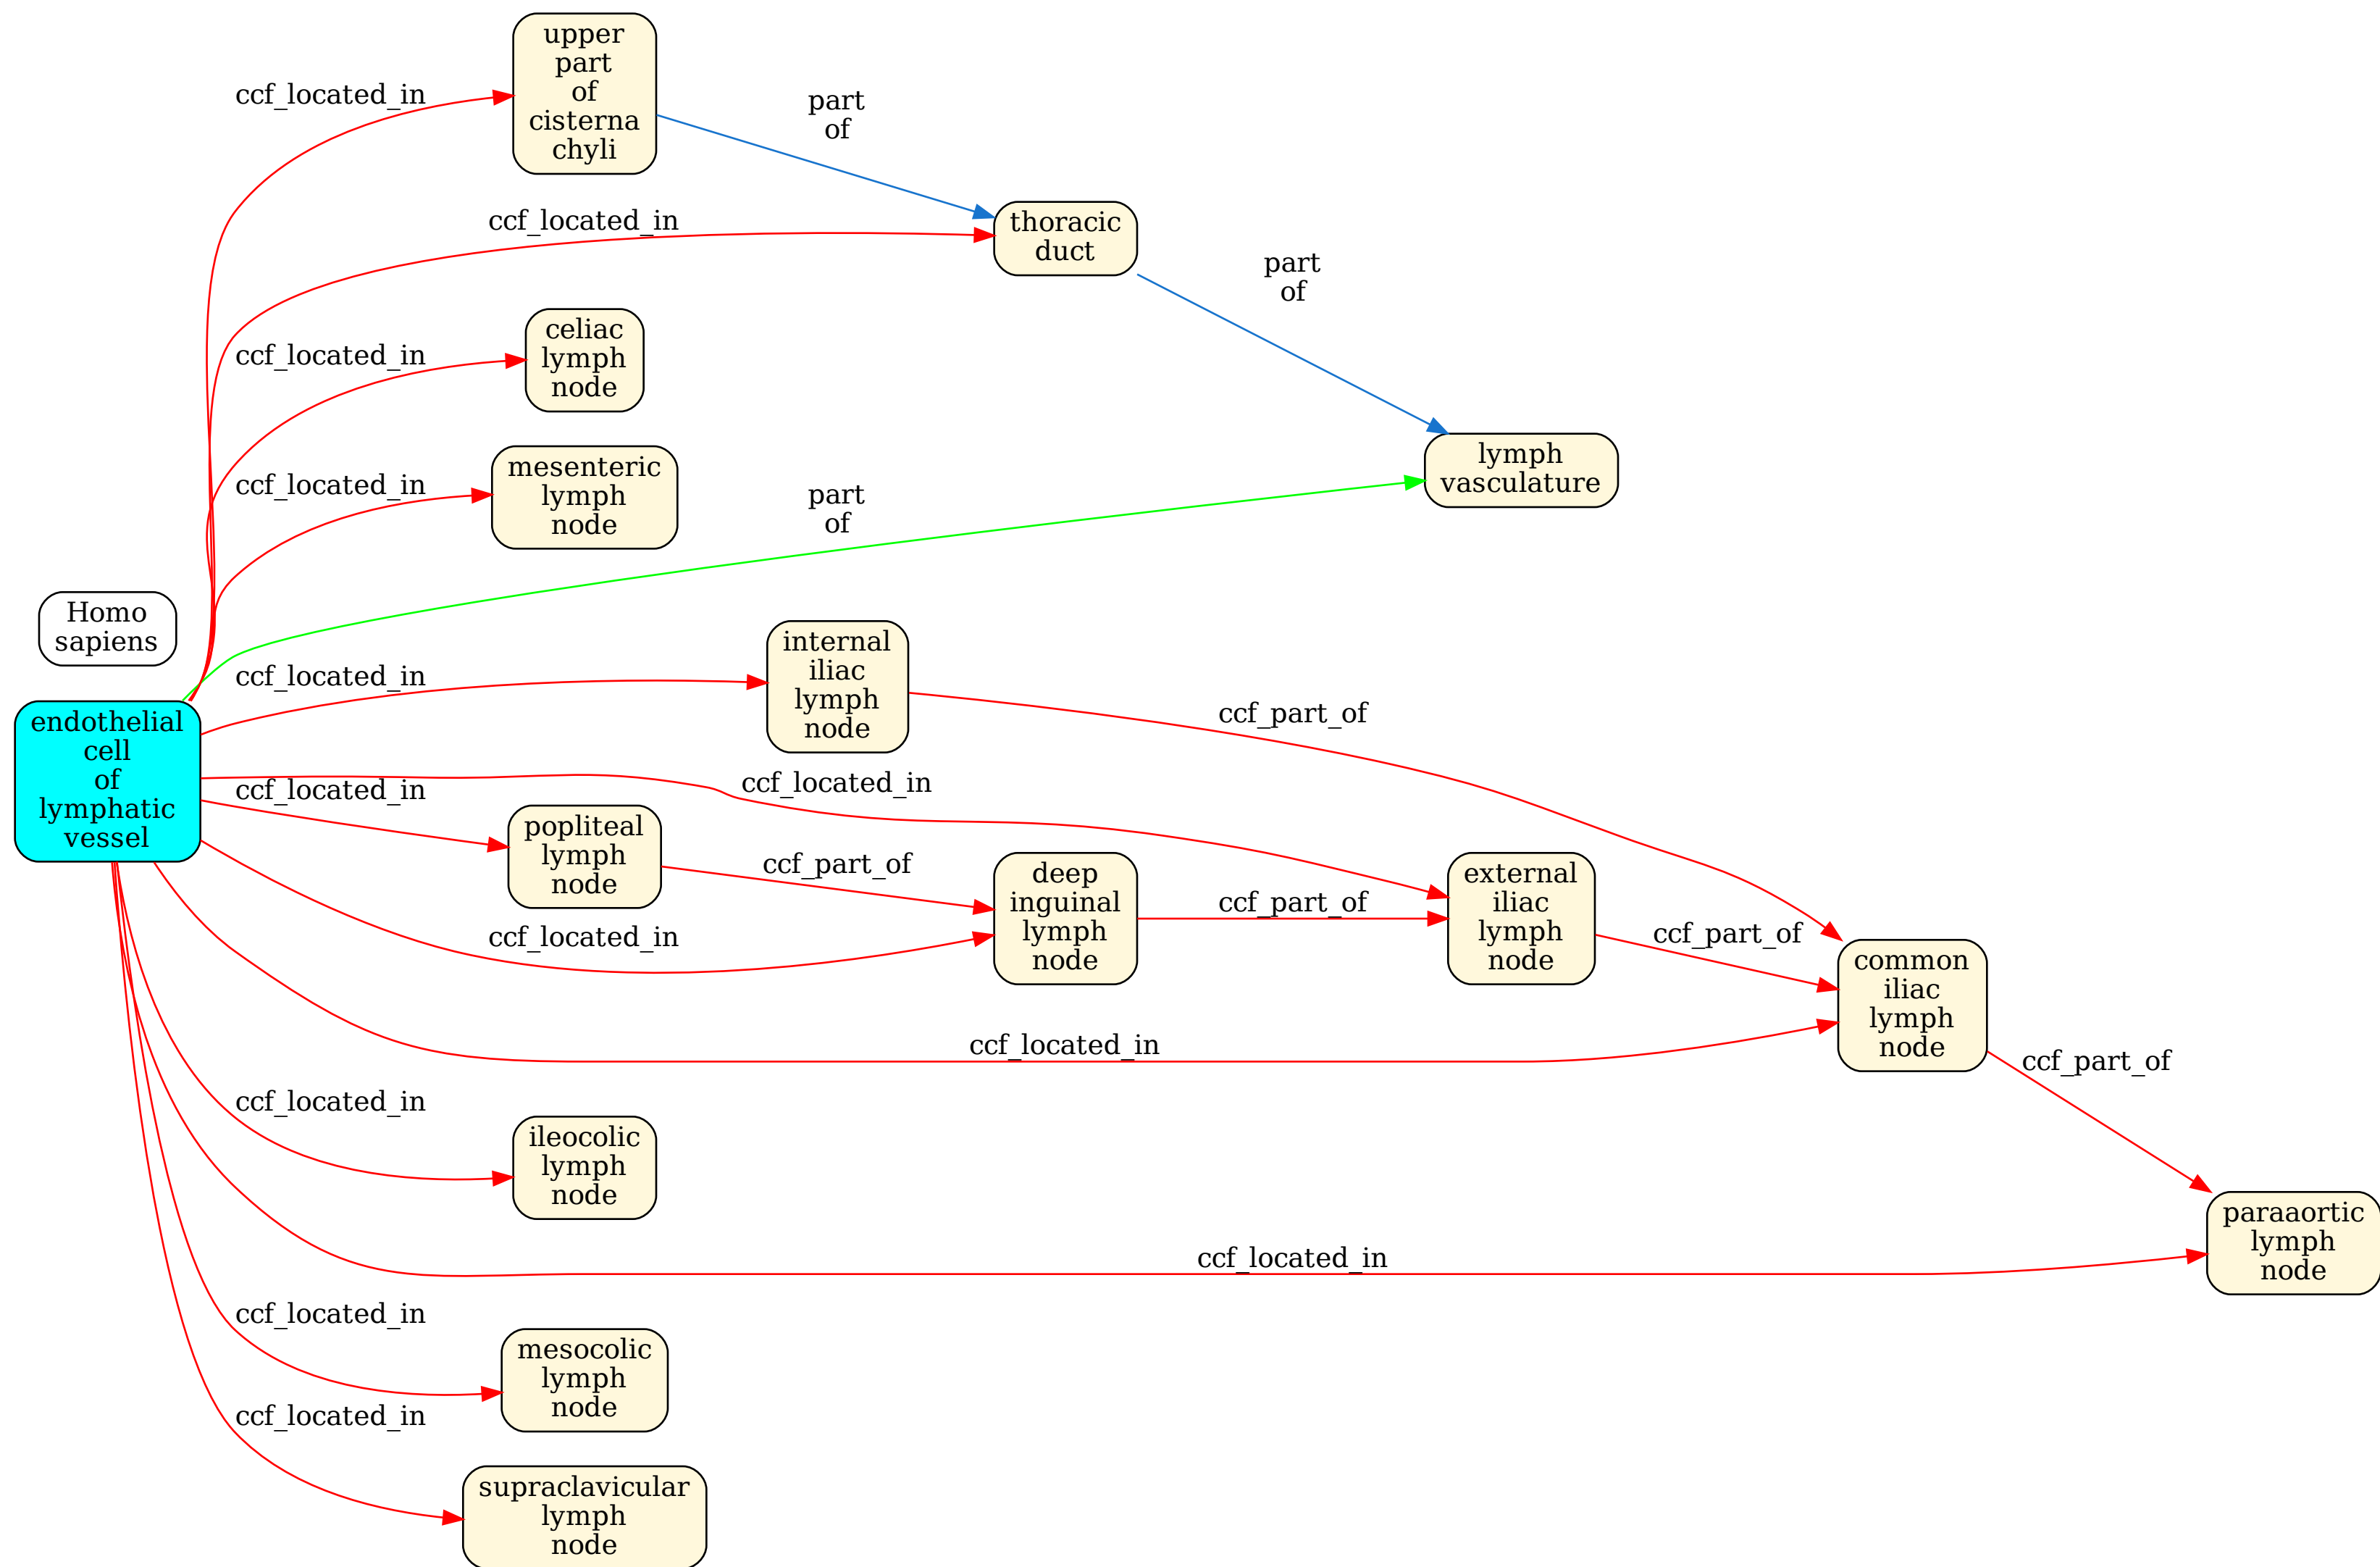 upper
part
of
cisterna
chyli
ccf_located_in
part
of
thoracic
duct
ccf_located_in
part
of
celiac
lymph
node
ccf_located_in
mesenteric
lymph
node
ccf_located_in
lymph
vasculature
part
of
Homo
sapiens
internal
iliac
lymph
node
ccf_located_in
ccf_part_of
endothelial
cell
of
lymphatic
vessel
ccf_located_in
ccf_located_in
popliteal
lymph
node
ccf_part_of
deep
inguinal
lymph
node
ccf_located_in
ccf_part_of
external
iliac
lymph
node
ccf_part_of
common
iliac
lymph
node
ccf_located_in
ccf_part_of
ccf_located_in
ileocolic
lymph
node
paraaortic
lymph
node
ccf_located_in
ccf_located_in
mesocolic
lymph
node
ccf_located_in
supraclavicular
lymph
node